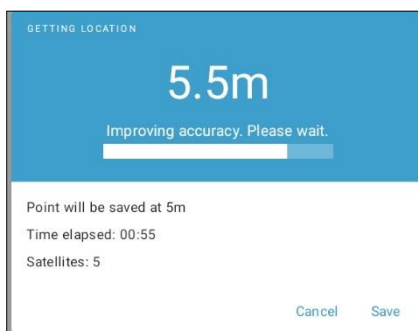 GETTING LOCATION
5.5m
Improving accuracy. Please wait.
Point will be saved at 5m
Time elapsed: 00:55
Satellites: 5
Cancel Save